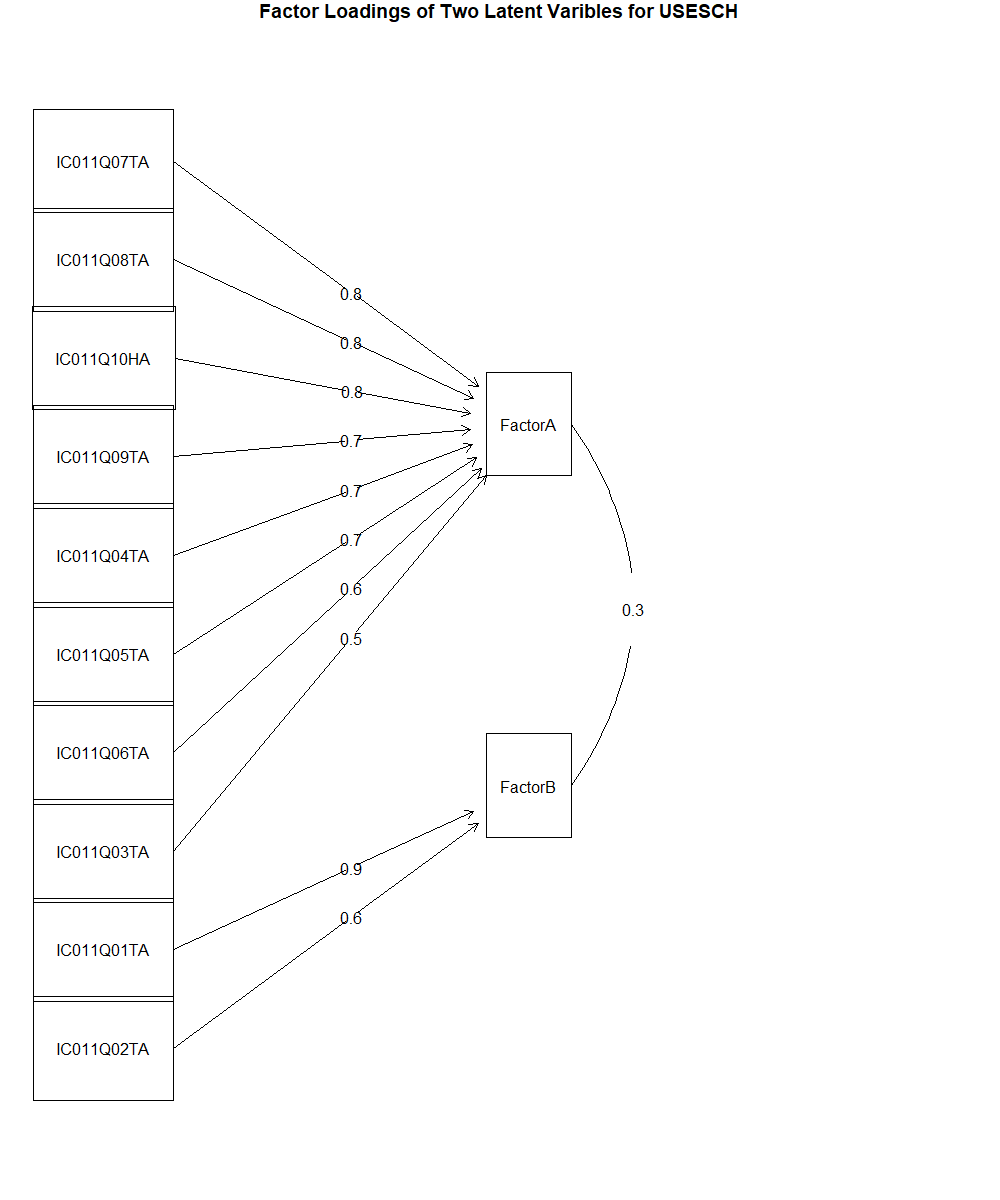 Factor Loadings of Two Latent Varibles for USESCH
IC011Q07TA
IC011Q08TA
IC011Q10HA
IC011Q09TA
IC011Q04TA
IC011Q05TA
IC011Q06TA
IC011Q03TA
IC011Q01TA
IC011Q02TA
0.8
0.8
0.8
0.7
0.7
0.7
0.6
0.5
0.9
0.6
FactorA
FactorB
0.3